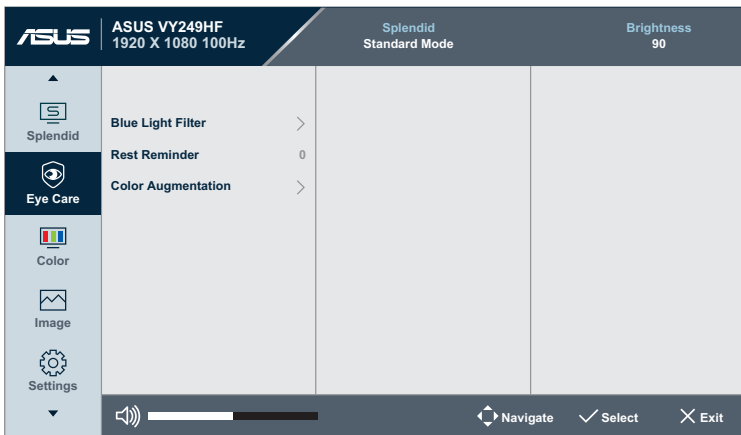 ASUS
ASUS VY249HF
1920 X 1080 100Hz
Splendid
Standard Mode
Brightness
90
Splendid
Eye Care
Color
Image
Settings
Blue Light Filter
Rest Reminder 0
Color Augmentation
Navigate
Select
Exit